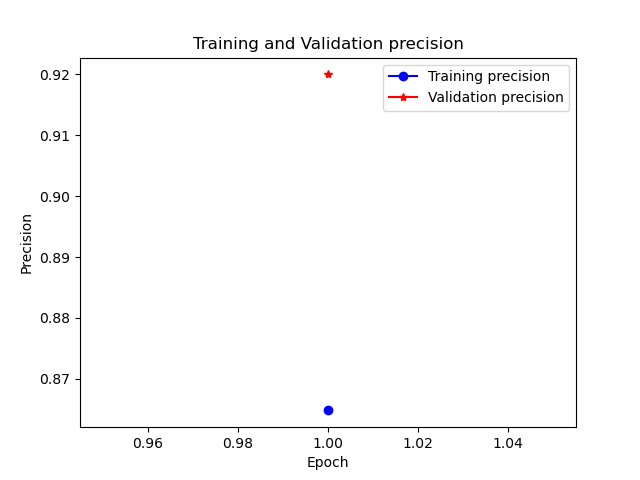 Training and Validation precision
Training precision
Validation precision
0.92
0.91
0.90
0.89
0.88
0.87
Precision
0.96 0.98 1.00 1.02 1.04
Epoch